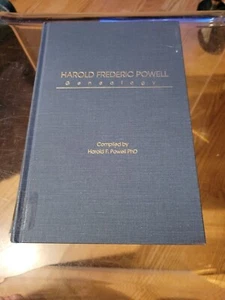 HAROLD FREDERIC POWELL
Genealogy
Compiled by
Harold F. Powell PhD